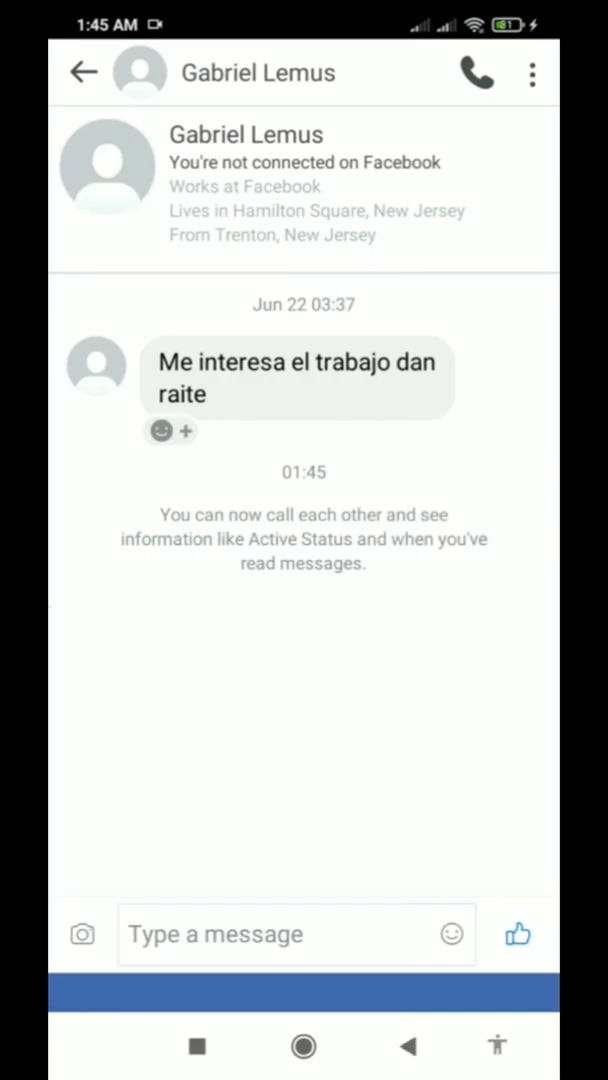 1:45 AM
81
Gabriel Lemus
Gabriel Lemus
You're not connected on Facebook
Works at Facebook
Lives in Hamilton Square, New Jersey
From Trenton, New Jersey
Jun 22 03:37
Me interesa el trabajo dan
raite
01:45
You can now call each other and see
information like Active Status and when you've
read messages.
Type a message